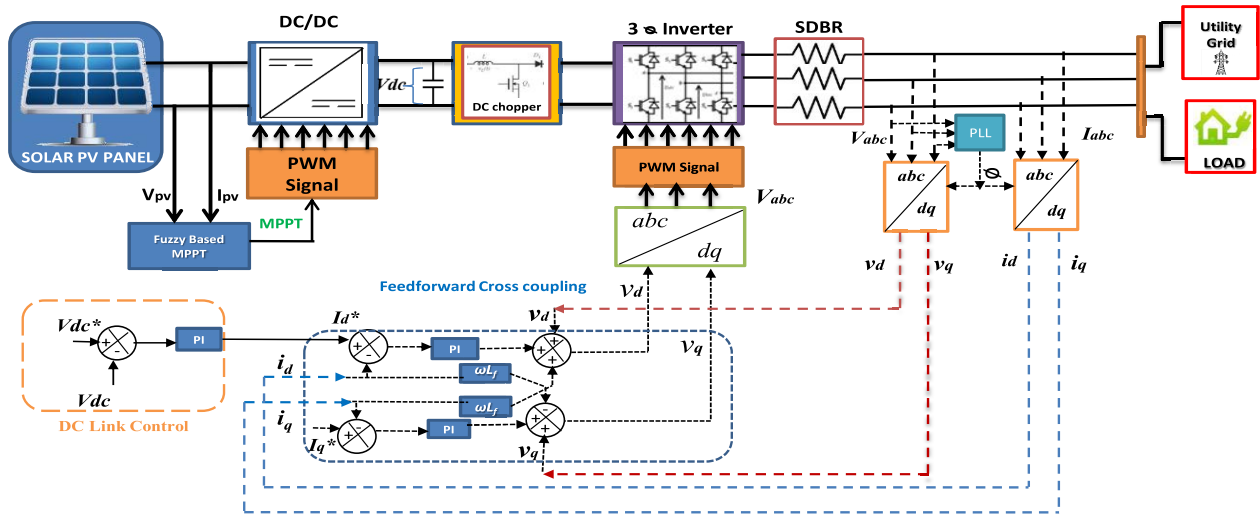 DC/DC
3 ⌀ Inverter
SDBR
Utility
Grid
Vdc
DC chopper
SOLAR PV PANEL
PWM
Signal
PWM Signal
Vabc
PLL
Iabc
LOAD
abc
dq
abc
dq
Ø
Vpv
Ipv
MPPT
Fuzzy Based
MPPT
Vabc
abc
dq
vd
vq
id
iq
Feedforward Cross coupling
vd
vq
Vdc*
+
-
PI
Vdc
DC Link Control
Id*
+
-
PI
vd
+
+
+
id
ωLf
ωLf
iq
Iq*
+
-
PI
-
+
+
vq